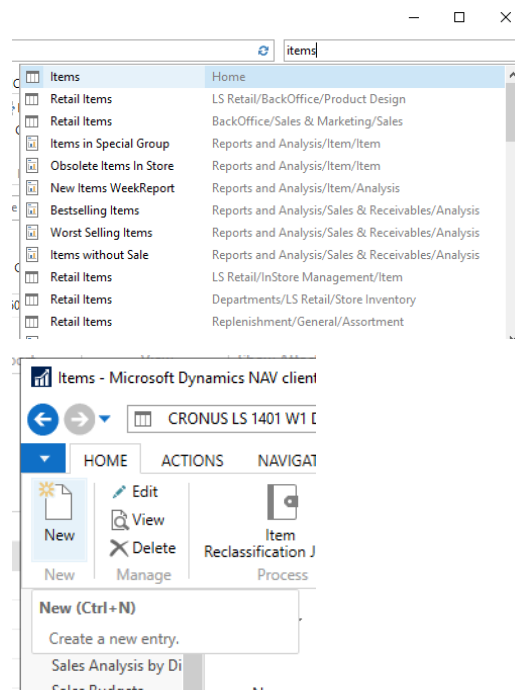 items
Items Home
Retail Items LS Retail/BackOffice/Product Design
Retail Items BackOffice/Sales & Marketing/Sales
Items in Special Group Reports and Analysis/Item/Item
Obsolete Items In Store Reports and Analysis/Item/Item
New Items WeekReport Reports and Analysis/Item/Analysis
Bestselling Items Reports and Analysis/Sales & Receivables/Analysis
Worst Selling Items Reports and Analysis/Sales & Receivables/Analysis
Items without Sale Reports and Analysis/Sales & Receivables/Analysis
Retail Items LS Retail/InStore Management/Item
Retail Items Departments/LS Retail/Store Inventory
Retail Items Replenishment/General/Assortment
Items - Microsoft Dynamics NAV client
CRONUS LS 1401 W1 D
HOME ACTIONS NAVIGAT
New
Edit
View
Delete
Item
Reclassification J
New Manage Process
New (Ctrl+N)
Create a new entry.
Sales Analysis by Di